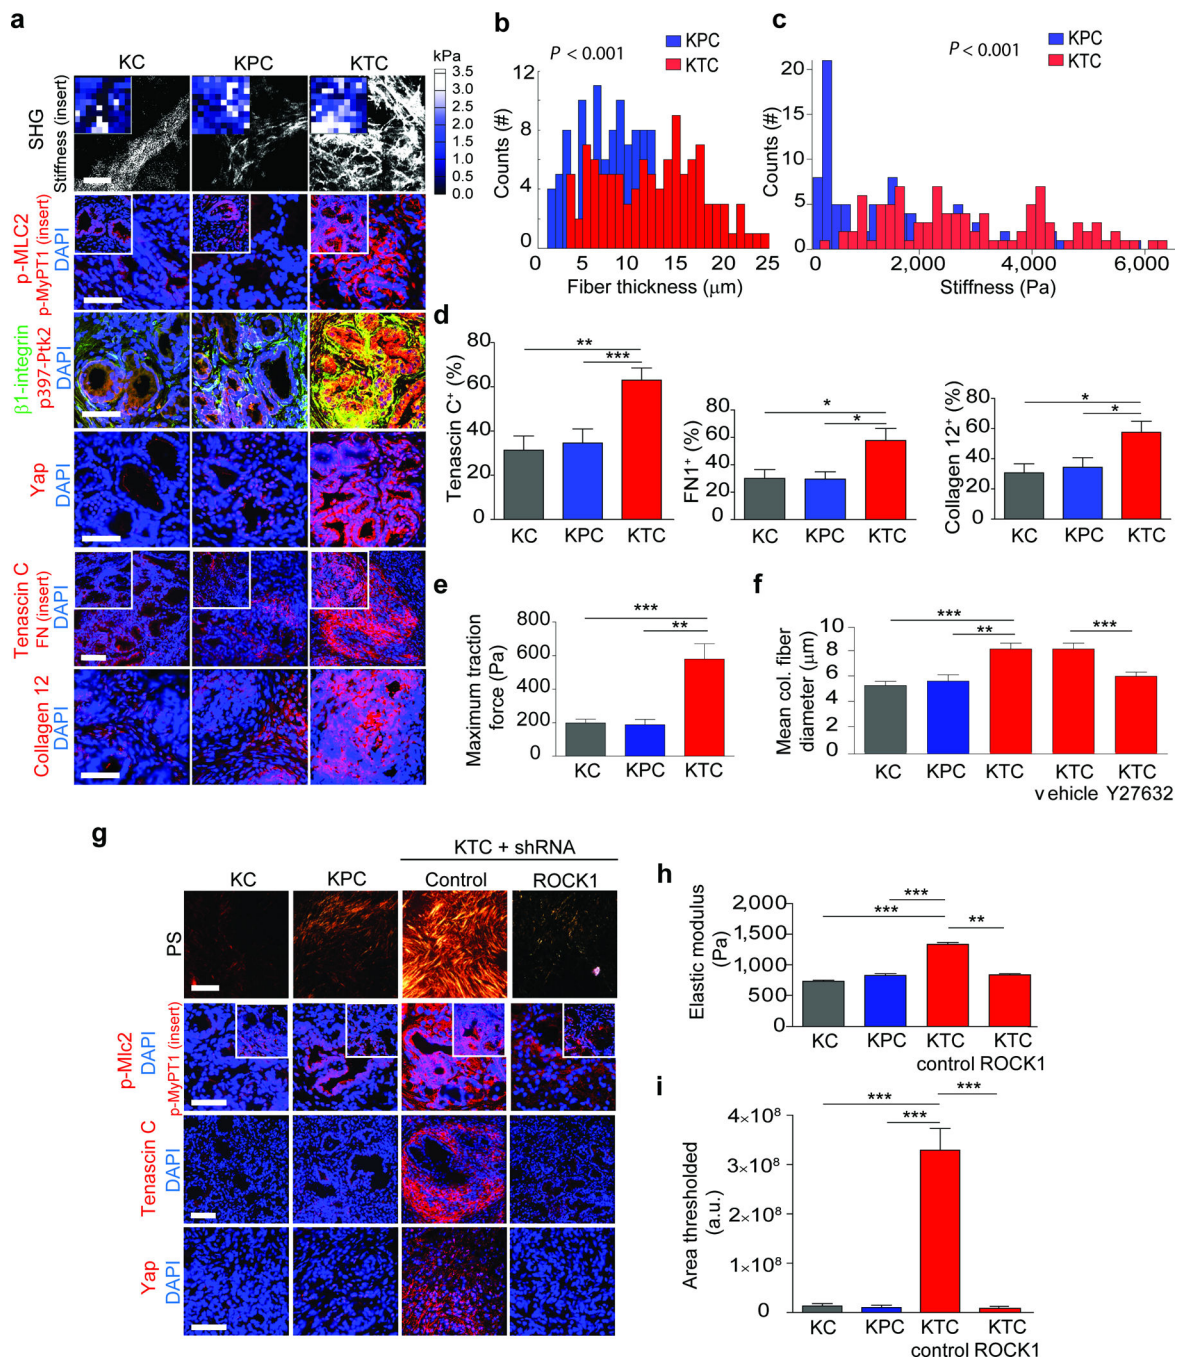 a
KC KPC KTC
kPa
3.5
3.0
2.5
2.0
1.5
1.0
0.5
0.0
SHG
Stiffness (insert)
p-MLC2
p-MyPT1 (insert)
DAPI
β1-integrin
p397-Ptk2
DAPI
Yap
DAPI
Tenascin C
FN (insert)
DAPI
Collagen 12
DAPI
b
P < 0.001
KPC
KTC
Counts (#)
12
8
4
0
0 5 10 15 20 25
Fiber thickness (μm)
c
P < 0.001
KPC
KTC
Counts (#)
20
15
10
5
0
0 2,000 4,000 6,000
Stiffness (Pa)
d
Tenascin C⁺ (%)
80
60
40
20
0
** ***
KC KPC KTC
FN1⁺ (%)
80
60
40
20
0
* *
KC KPC KTC
Collagen 12⁺ (%)
80
60
40
20
0
* *
KC KPC KTC
e
Maximum traction
force (Pa)
800
600
400
200
0
*** **
KC KPC KTC
f
Mean col. fiber
diameter (μm)
10
8
6
4
2
0
*** ** ***
KC KPC KTC KTC KTC
vehicle Y27632
g
KTC + shRNA
KC KPC Control ROCK1
PS
p-Mlc2
DAPI
p-MyPT1 (insert)
Tenascin C
DAPI
Yap
DAPI
h
Elastic modulus
(Pa)
2,000
1,500
1,000
500
0
*** *** **
KC KPC KTC KTC
control ROCK1
i
Area thresholded
(a.u.)
4×10⁸
3×10⁸
2×10⁸
1×10⁸
0
*** *** ***
KC KPC KTC KTC
control ROCK1